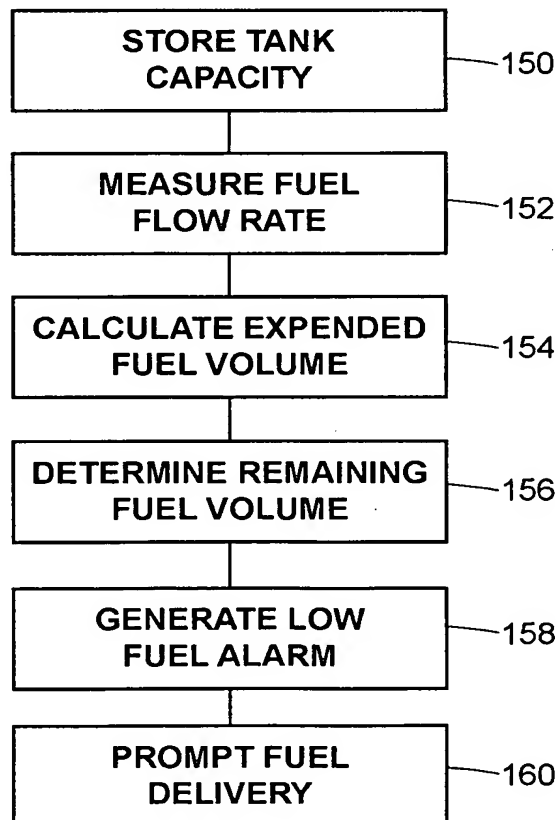 STORE TANK
CAPACITY
150
MEASURE FUEL
FLOW RATE
152
CALCULATE EXPENDED
FUEL VOLUME
154
DETERMINE REMAINING
FUEL VOLUME
156
GENERATE LOW
FUEL ALARM
158
PROMPT FUEL
DELIVERY
160